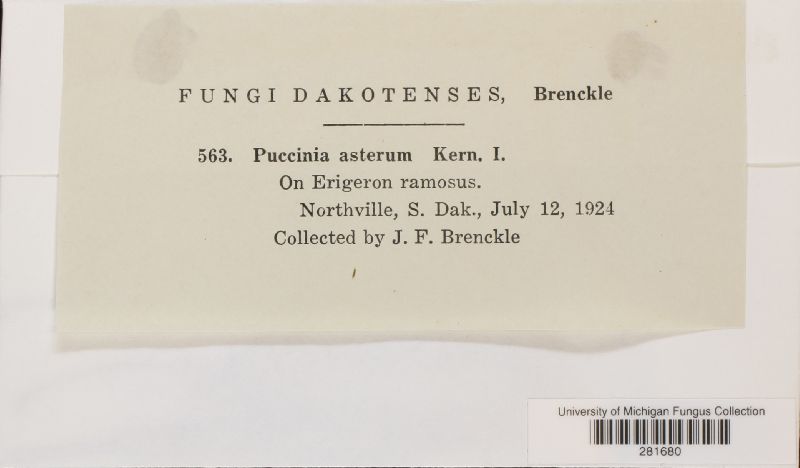 FUNGI DAKOTENSES, Brenckle
563. Puccinia asterum Kern. I.
On Erigeron ramosus.
Northville, S. Dak., July 12, 1924
Collected by J. F. Brenckle
University of Michigan Fungus Collection
281680